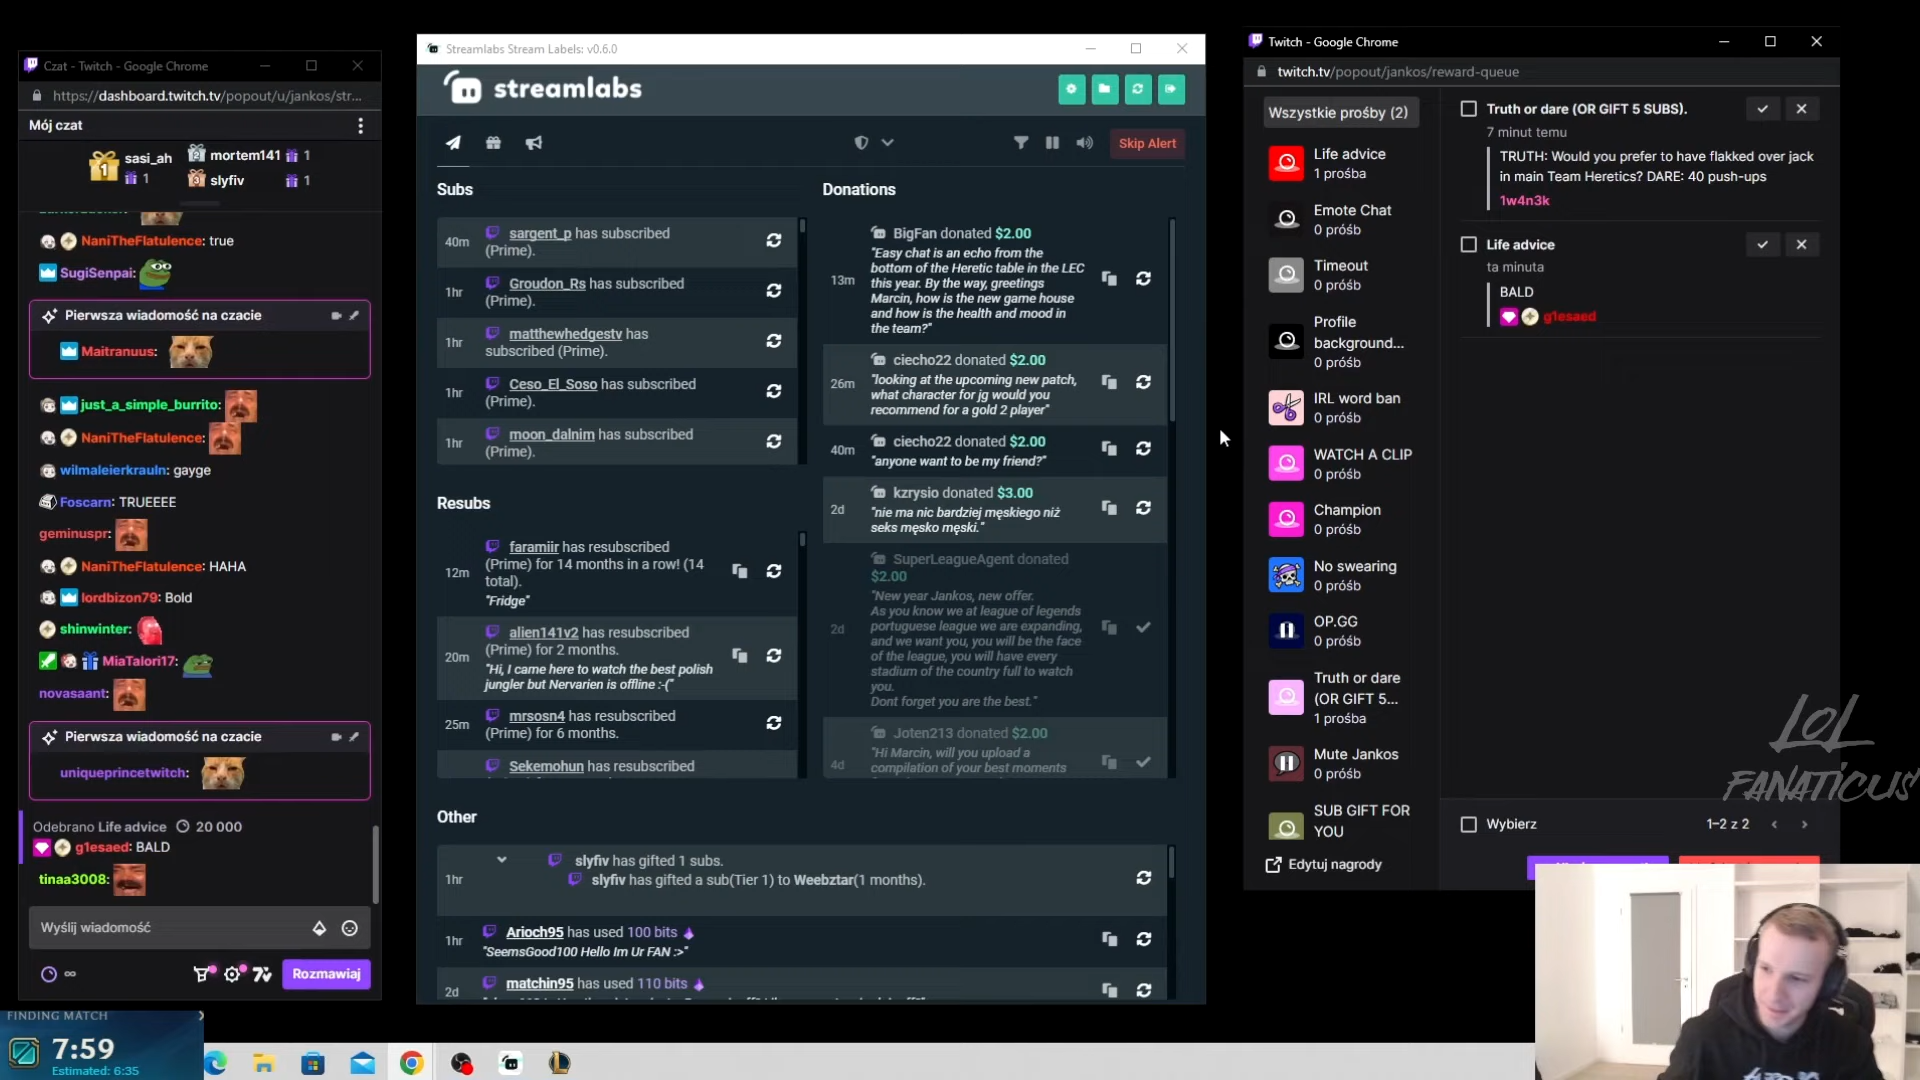 Czat - Twitch - Google Chrome
https://dashboard.twitch.tv/popout/u/jankos/str...
Mój czat
1
sasi_ah
1
2
mortem141 1
3
slyfiv 1
NaniTheFlatulence: true
SugiSenpai:
Pierwsza wiadomość na czacie
Maitranuus:
just_a_simple_burrito:
NaniTheFlatulence:
wilmaleierkrauln: gayge
Foscarn: TRUEEEE
geminuspr:
NaniTheFlatulence: HAHA
lordbizon79: Bold
shinwinter:
MiaTalori17:
novasaant:
Pierwsza wiadomość na czacie
uniqueprincetwitch:
Odebrano Life advice 20 000
g1esaed: BALD
tinaa3008:
Wyślij wiadomość
∞
Rozmawiaj
FINDING MATCH
7:59
Estimated: 6:35
Streamlabs Stream Labels: v0.6.0
streamlabs
Skip Alert
Subs
40m
sargent_p has subscribed
(Prime).
1hr
Groudon_Rs has subscribed
(Prime).
1hr
matthewhedgestv has
subscribed (Prime).
1hr
Ceso_El_Soso has subscribed
(Prime).
1hr
moon_dalnim has subscribed
(Prime).
Resubs
12m
faramiir has resubscribed
(Prime) for 14 months in a row! (14
total).
"Fridge"
20m
alien141v2 has resubscribed
(Prime) for 2 months.
"Hi, I came here to watch the best polish
jungler but Nervarien is offline :-("
25m
mrsosn4 has resubscribed
(Prime) for 6 months.
Sekemohun has resubscribed
Donations
13m
BigFan donated $2.00
"Easy chat is an echo from the
bottom of the Heretic table in the LEC
this year. By the way, greetings
Marcin, how is the new game house
and how is the health and mood in
the team?"
26m
ciecho22 donated $2.00
"looking at the upcoming new patch,
what character for jg would you
recommend for a gold 2 player"
40m
ciecho22 donated $2.00
"anyone want to be my friend?"
2d
kzrysio donated $3.00
"nie ma nic bardziej męskiego niż
seks męsko męski."
2d
SuperLeagueAgent donated
$2.00
"New year Jankos, new offer.
As you know we at league of legends
portuguese league we are expanding,
and we want you, you will be the face
of the league, you will have every
stadium of the country full to watch
you.
Dont forget you are the best."
4d
Joten213 donated $2.00
"Hi Marcin, will you upload a
compilation of your best moments
Other
1hr
slyfiv has gifted 1 subs.
slyfiv has gifted a sub(Tier 1) to Weebztar(1 months).
1hr
Arioch95 has used 100 bits
"SeemsGood100 Hello Im Ur FAN :>"
2d
matchin95 has used 110 bits
Twitch - Google Chrome
twitch.tv/popout/jankos/reward-queue
Wszystkie prośby (2)
Life advice
1 prośba
Emote Chat
0 próśb
Timeout
0 próśb
Profile
background...
0 próśb
IRL word ban
0 próśb
WATCH A CLIP
0 próśb
Champion
0 próśb
No swearing
0 próśb
OP.GG
0 próśb
Truth or dare
(OR GIFT 5...
1 prośba
Mute Jankos
0 próśb
SUB GIFT FOR
YOU
Edytuj nagrody
Truth or dare (OR GIFT 5 SUBS).
7 minut temu
TRUTH: Would you prefer to have flakked over jack
in main Team Heretics? DARE: 40 push-ups
1w4n3k
Life advice
ta minuta
BALD
g1esaed
Wybierz
1–2 z 2
LoL
FANATICUS